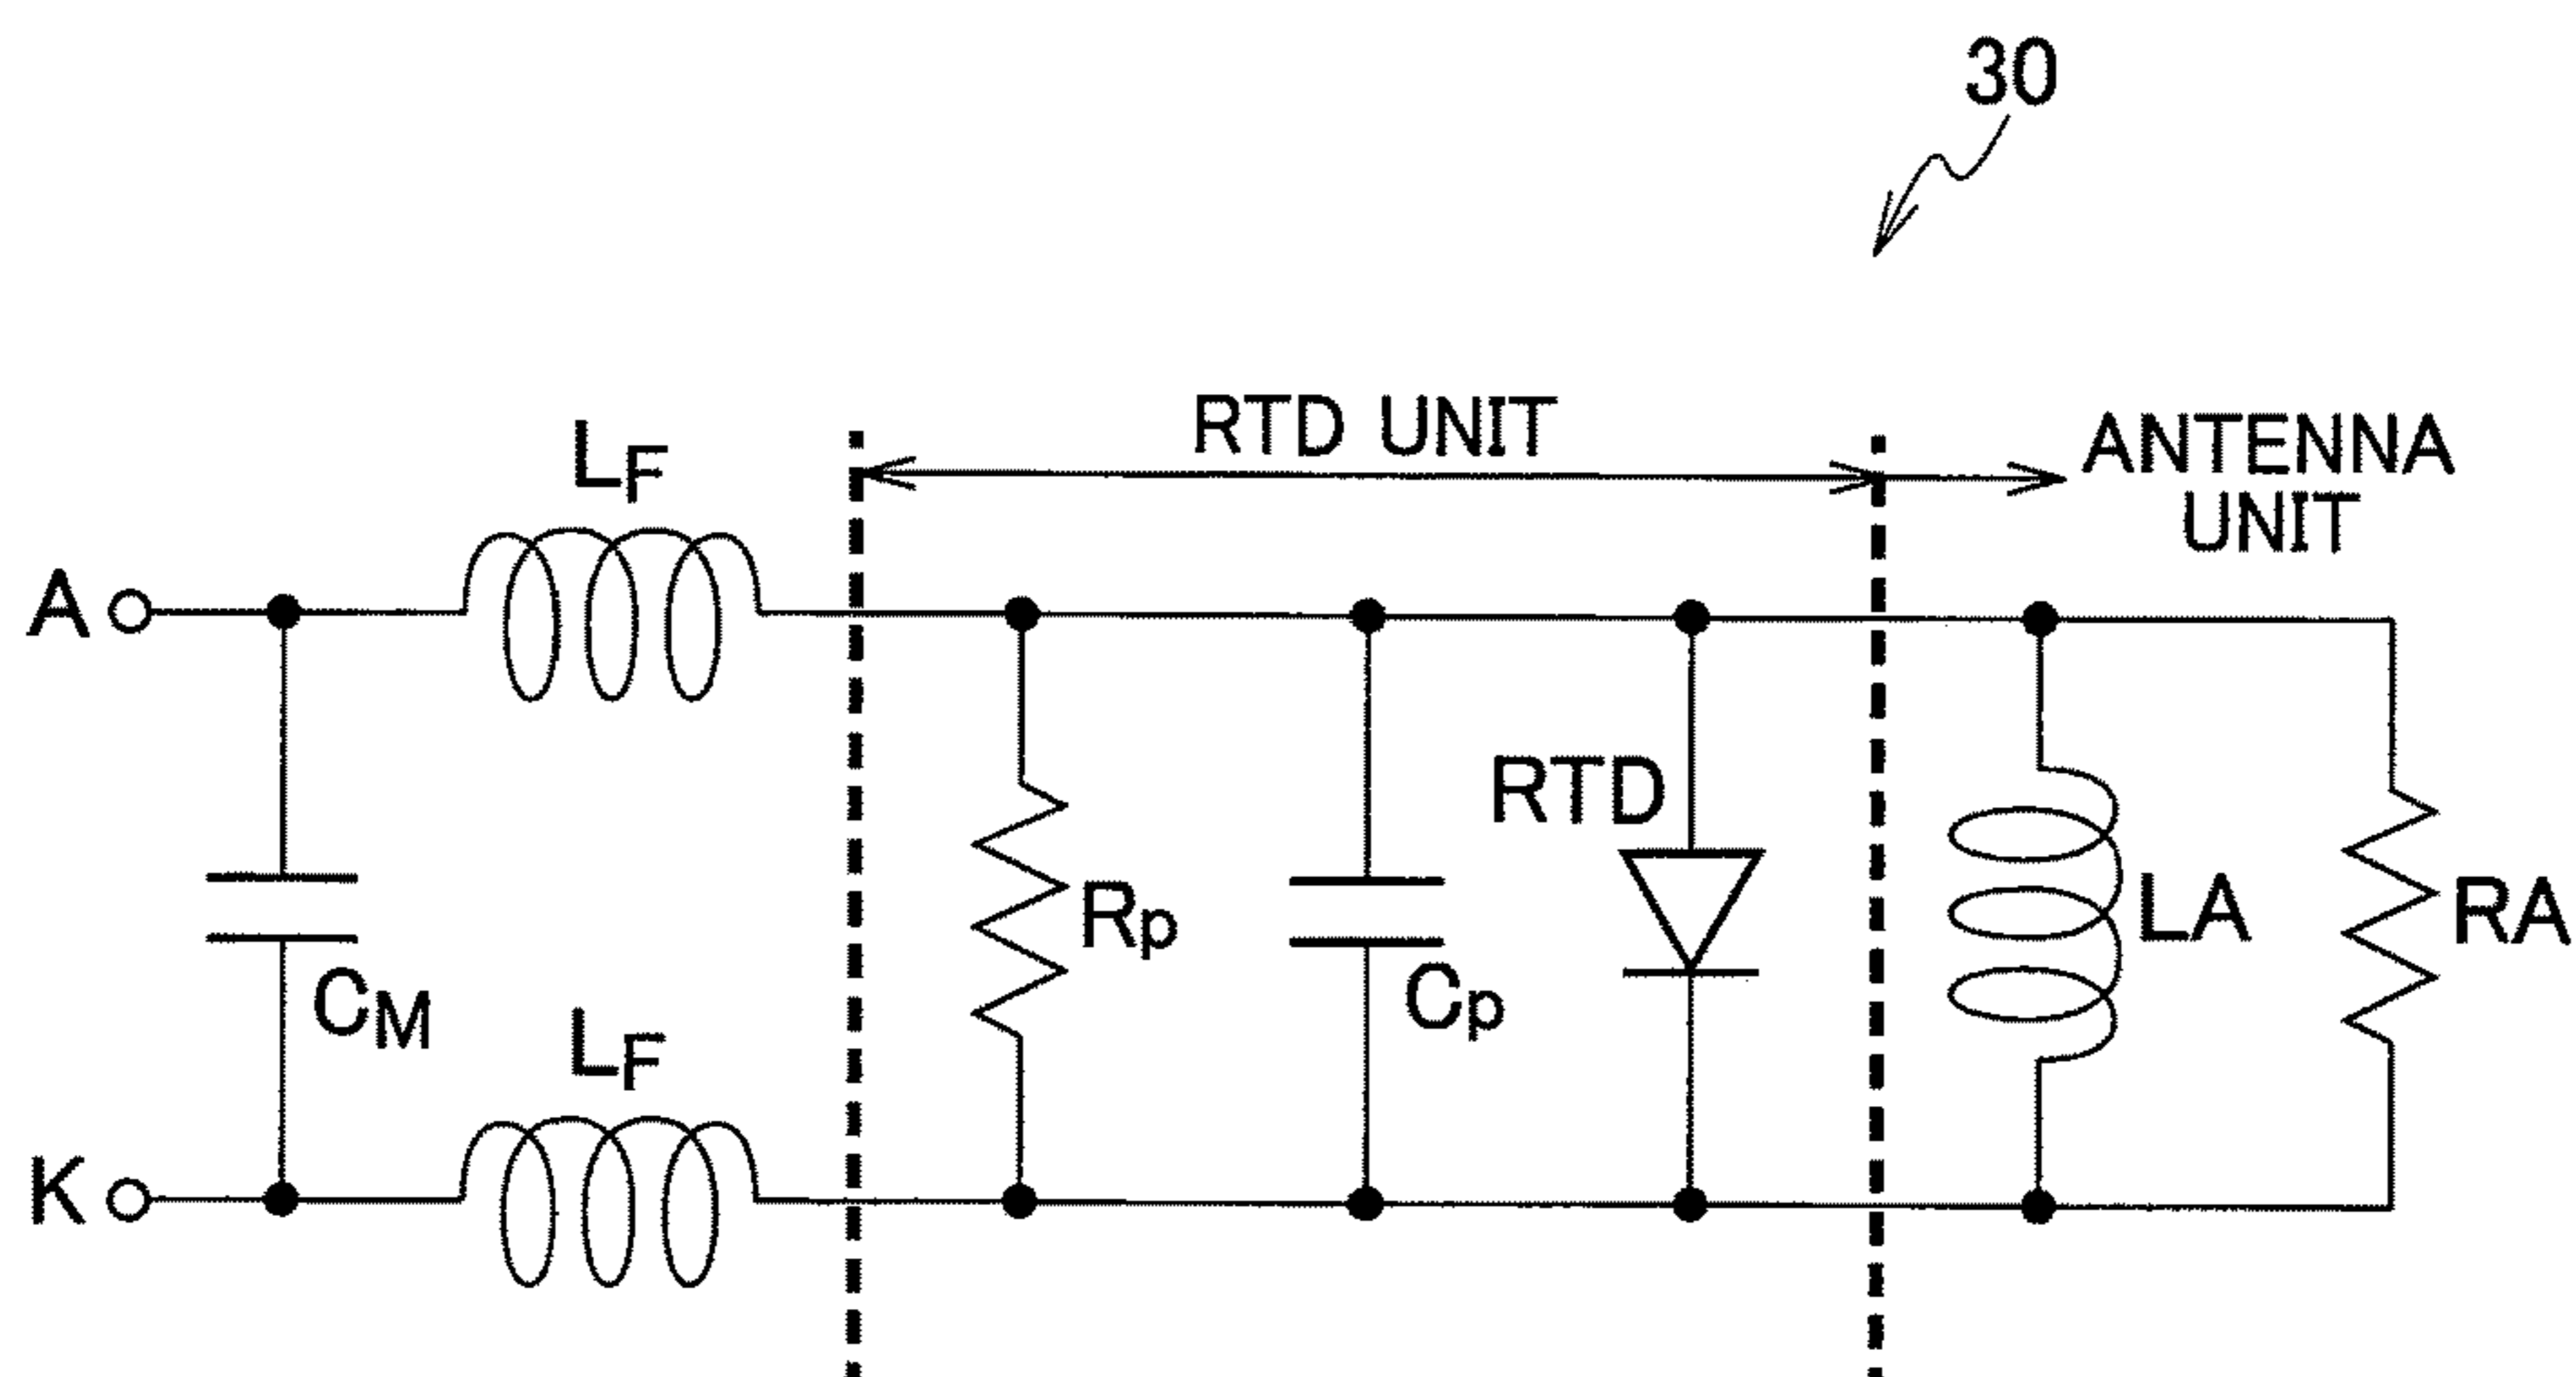 30
RTD UNIT
ANTENNA
UNIT
LF
A
RTD
Rp
Cp
LA
RA
CM
LF
K